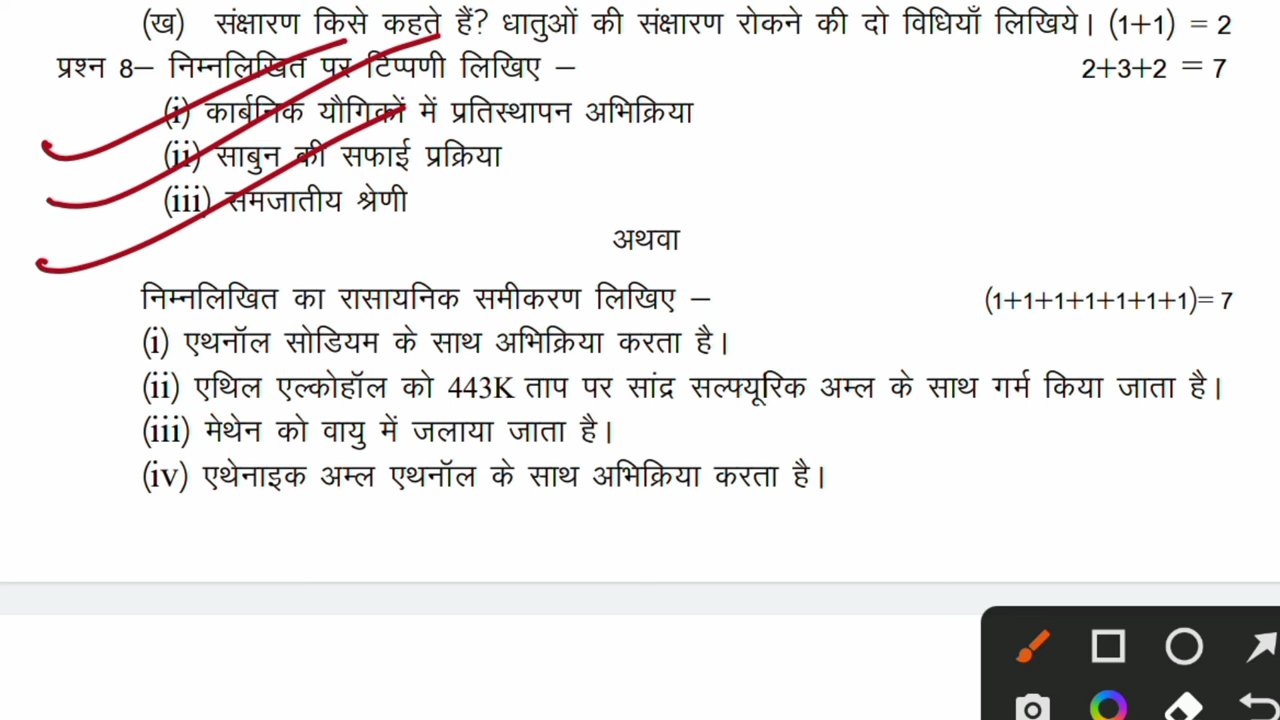 (ख) संक्षारण किसे कहते हैं? धातुओं की संक्षारण रोकने की दो विधियाँ लिखिये। (1+1) = 2
प्रश्न 8– निम्नलिखित पर टिप्पणी लिखिए – 2+3+2 = 7
(i) कार्बनिक यौगिकों में प्रतिस्थापन अभिक्रिया
(ii) साबुन की सफाई प्रक्रिया
(iii) समजातीय श्रेणी
अथवा
निम्नलिखित का रासायनिक समीकरण लिखिए – (1+1+1+1+1+1+1)= 7
(i) एथनॉल सोडियम के साथ अभिक्रिया करता है।
(ii) एथिल एल्कोहॉल को 443K ताप पर सांद्र सल्फ्यूरिक अम्ल के साथ गर्म किया जाता है।
(iii) मेथेन को वायु में जलाया जाता है।
(iv) एथेनाइक अम्ल एथनॉल के साथ अभिक्रिया करता है।